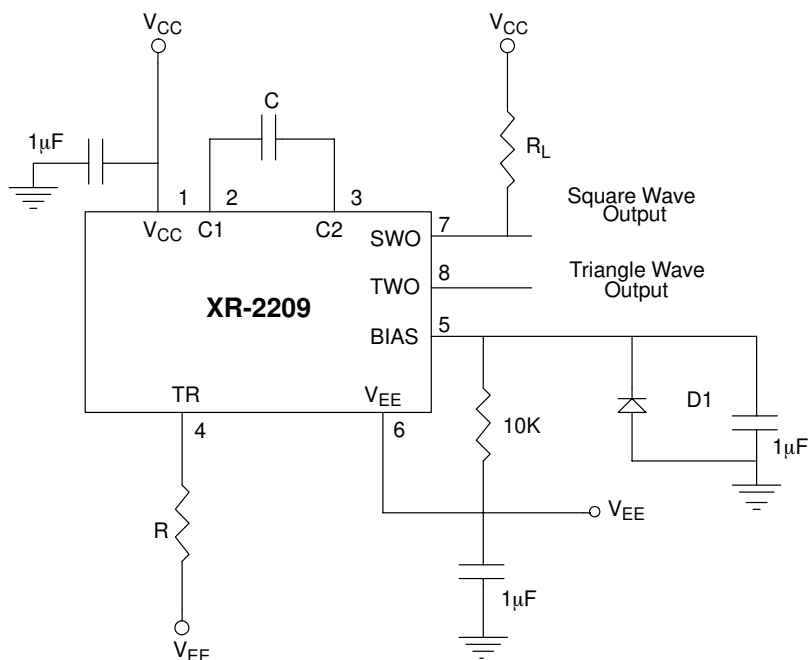 VCC
VCC
C
1µF
RL
1
2
3
Square Wave
Output
VCC
C1
C2
SWO
7
TWO
8
Triangle Wave
Output
XR-2209
BIAS
5
TR
VEE
D1
4
6
10K
1µF
R
VEE
1µF
VEE